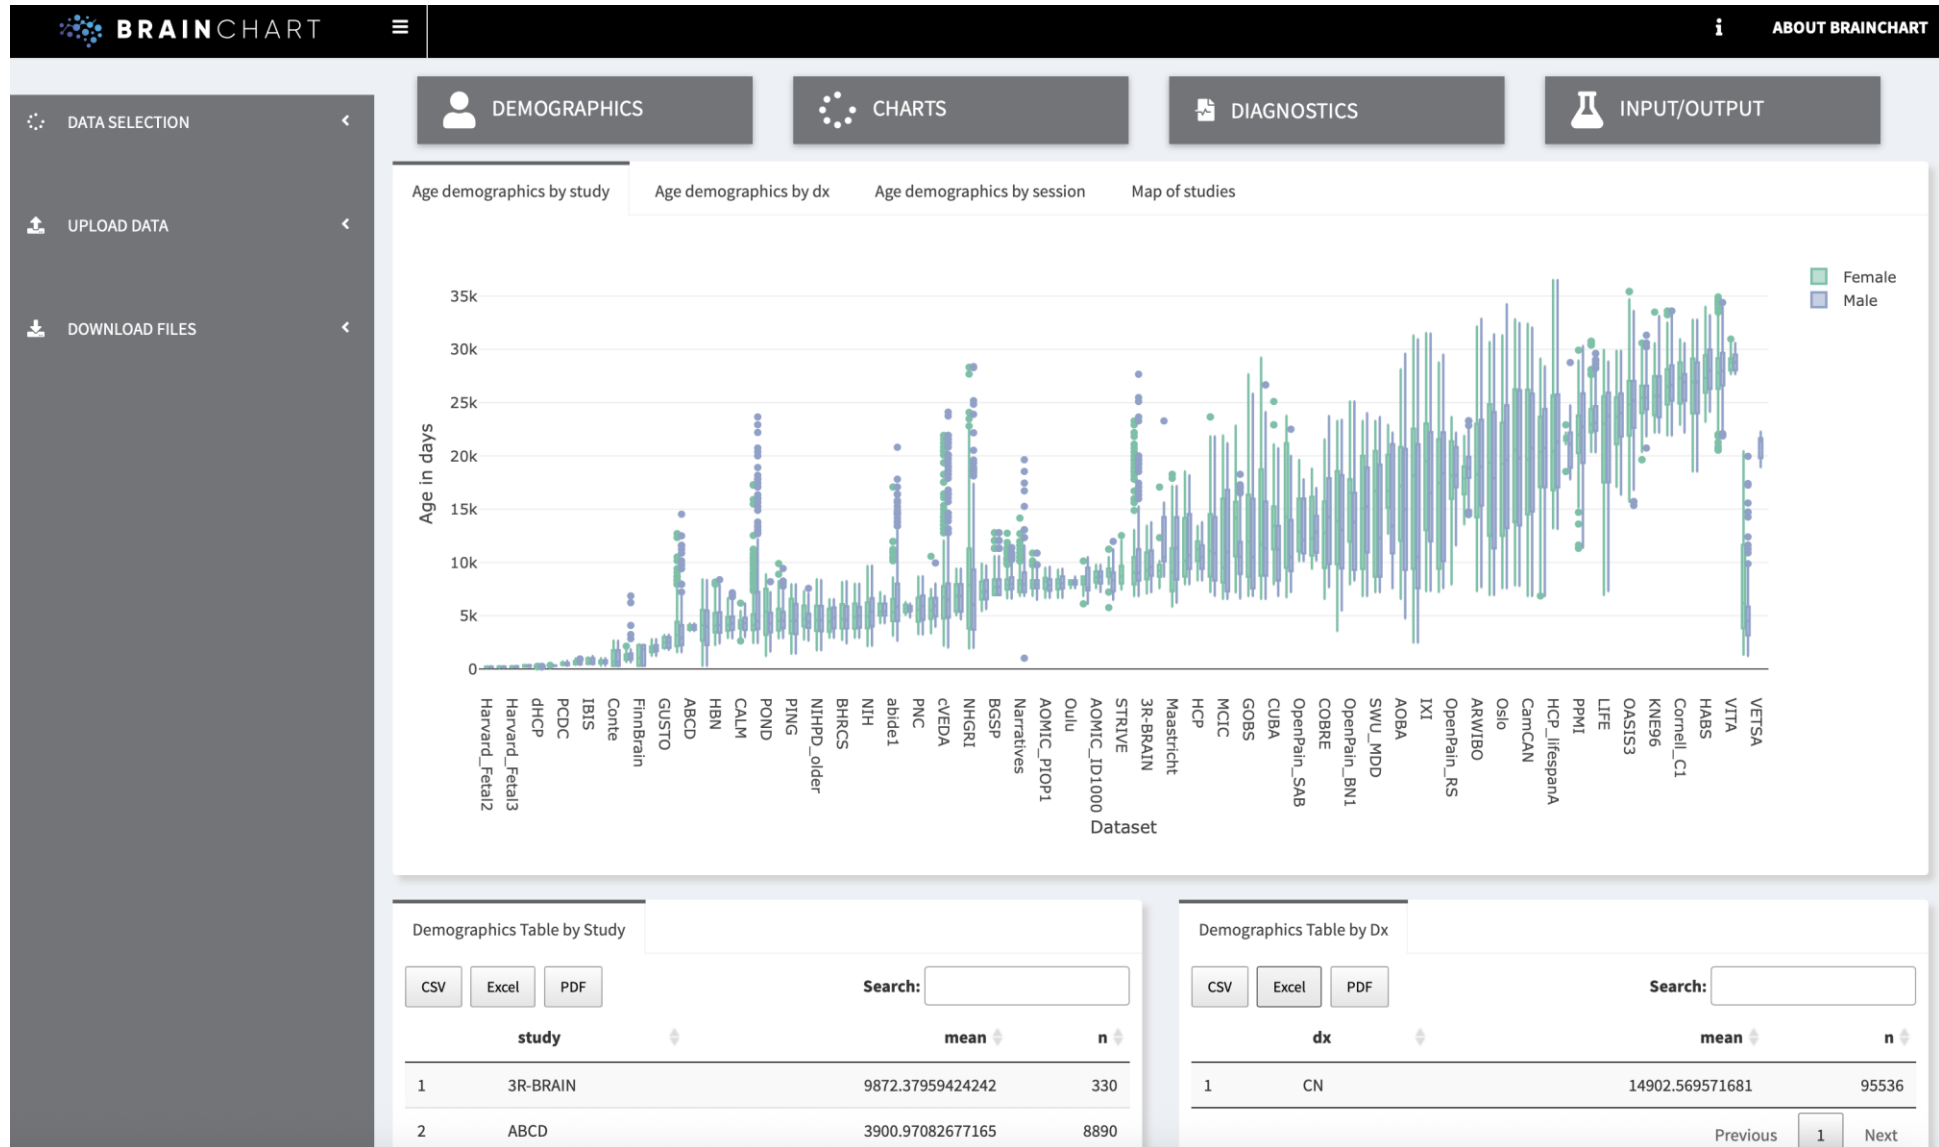 BRAINCHART
ABOUT BRAINCHART
DATA SELECTION
UPLOAD DATA
DOWNLOAD FILES
DEMOGRAPHICS
CHARTS
DIAGNOSTICS
INPUT/OUTPUT
Age demographics by study
Age demographics by dx
Age demographics by session
Map of studies
Female
Male
35k
30k
25k
20k
15k
10k
5k
0
Age in days
Harvard_Fetal2
Harvard_Fetal3
dHCP
PCDC
IBIS
Conte
FinnBrain
GUSTO
ABCD
HBN
CALM
POND
PING
NIHPD_older
BHRCS
NIH
abide1
PNC
cVEDA
NHGRI
BGSP
Narratives
AOMIC_PIOP1
Oulu
AOMIC_ID1000
STRIVE
3R-BRAIN
Maastricht
HCP
MCIC
GOBS
CUBA
OpenPain_SAB
COBRE
OpenPain_BN1
SWU_MDD
AOBA
IXI
OpenPain_RS
ARWIBO
Oslo
CamCAN
HCP_lifespanA
PPMI
LIFE
OASIS3
KNE96
Cornell_C1
HABS
VITA
VETSA
Dataset
Demographics Table by Study
CSV Excel PDF Search:
study mean n
1 3R-BRAIN 9872.37959424242 330
2 ABCD 3900.97082677165 8890
Demographics Table by Dx
CSV Excel PDF Search:
dx mean n
1 CN 14902.569571681 95536
Previous 1 Next